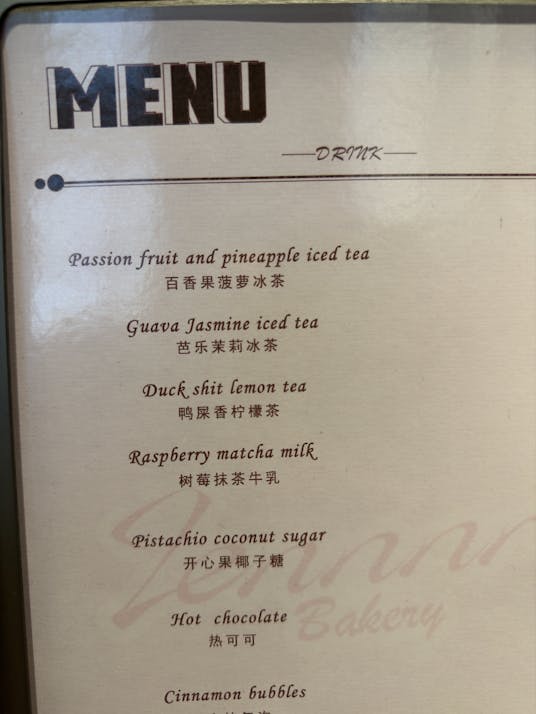 MENU
DRINK
Passion fruit and pineapple iced tea
百香果菠萝冰茶
Guava Jasmine iced tea
芭乐茉莉冰茶
Duck shit lemon tea
鸭屎香柠檬茶
Raspberry matcha milk
树莓抹茶牛乳
Pistachio coconut sugar
开心果椰子糖
Hot chocolate
热可可
Bakery
Cinnamon bubbles